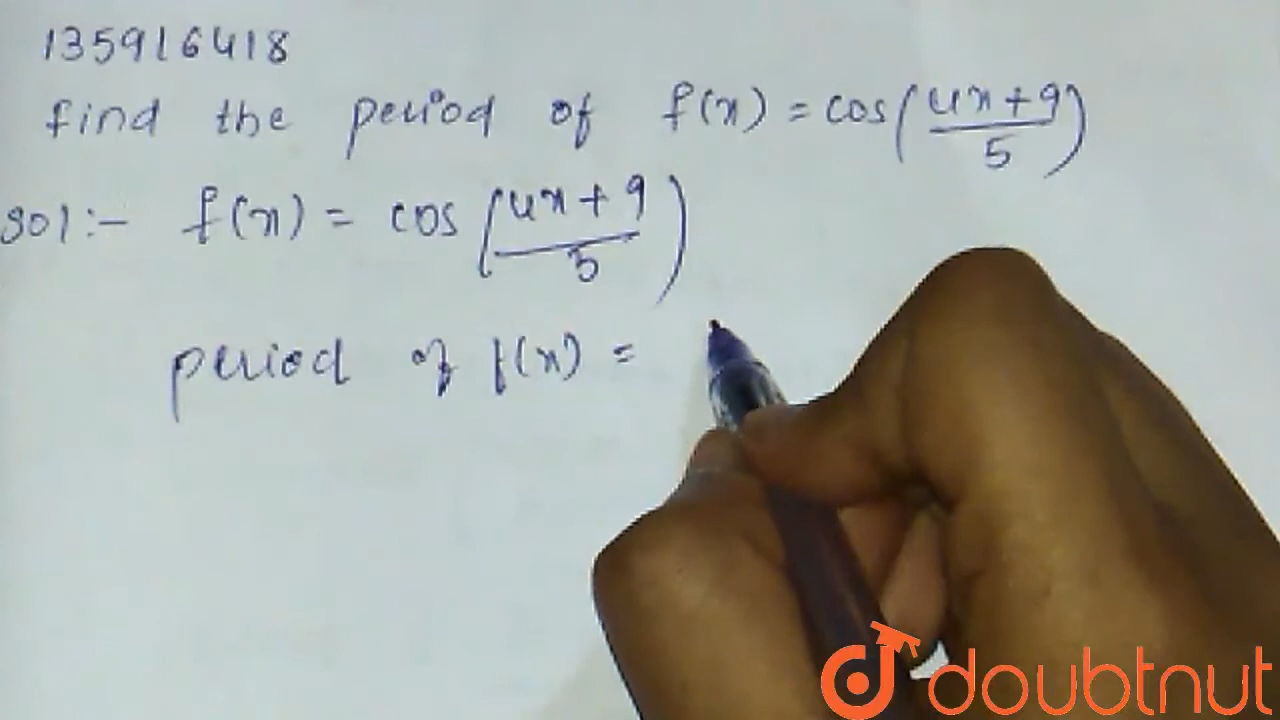 135916418
find the period of f(x) = cos(4x+9/5)
sol:- f(x) = cos(4x+9/5)
period of f(x) =
doubtnut